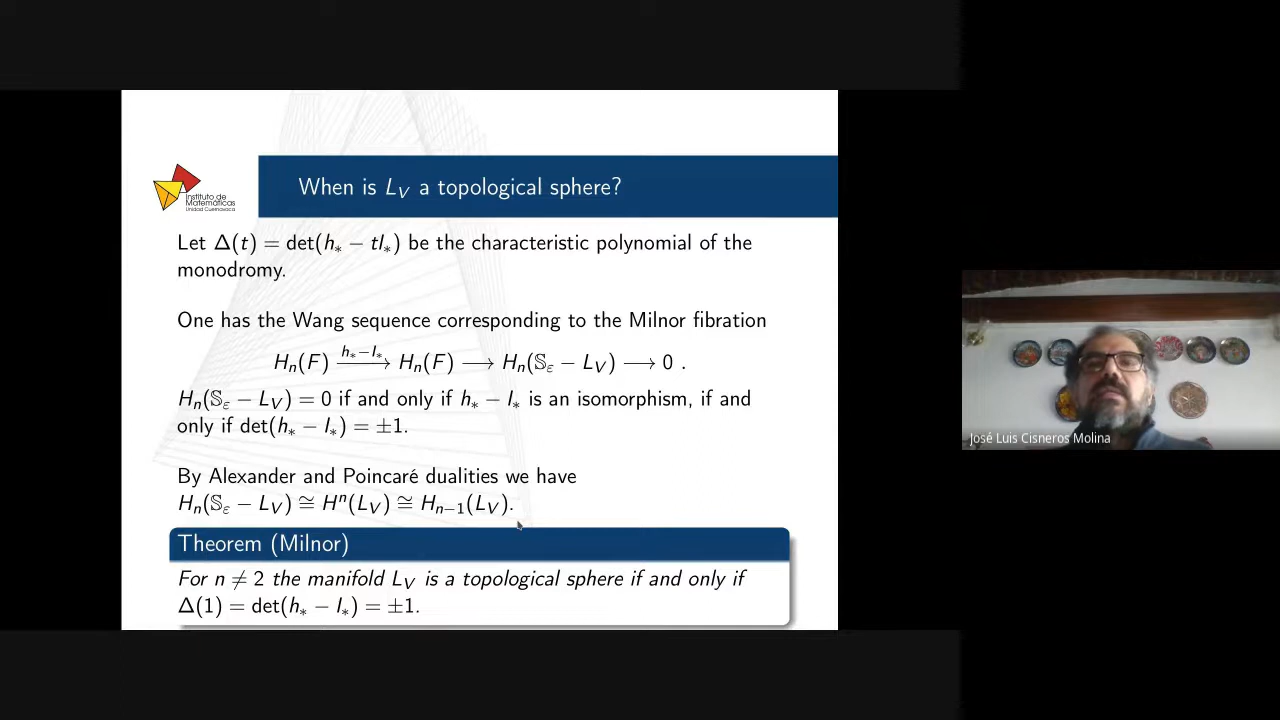 When is L_V a topological sphere?
Instituto de
Matemáticas
Unidad Cuernavaca
Let Δ(t) = det(h_* − tI_*) be the characteristic polynomial of the
monodromy.
One has the Wang sequence corresponding to the Milnor fibration
H_n(F) \xrightarrow{h_*−I_*} H_n(F) ⟶ H_n(𝕊_ε − L_V) ⟶ 0 .
H_n(𝕊_ε − L_V) = 0 if and only if h_* − I_* is an isomorphism, if and
only if det(h_* − I_*) = ±1.
By Alexander and Poincaré dualities we have
H_n(𝕊_ε − L_V) ≅ H^n(L_V) ≅ H_{n−1}(L_V).
Theorem (Milnor)
For n ≠ 2 the manifold L_V is a topological sphere if and only if
Δ(1) = det(h_* − I_*) = ±1.
José Luis Cisneros Molina